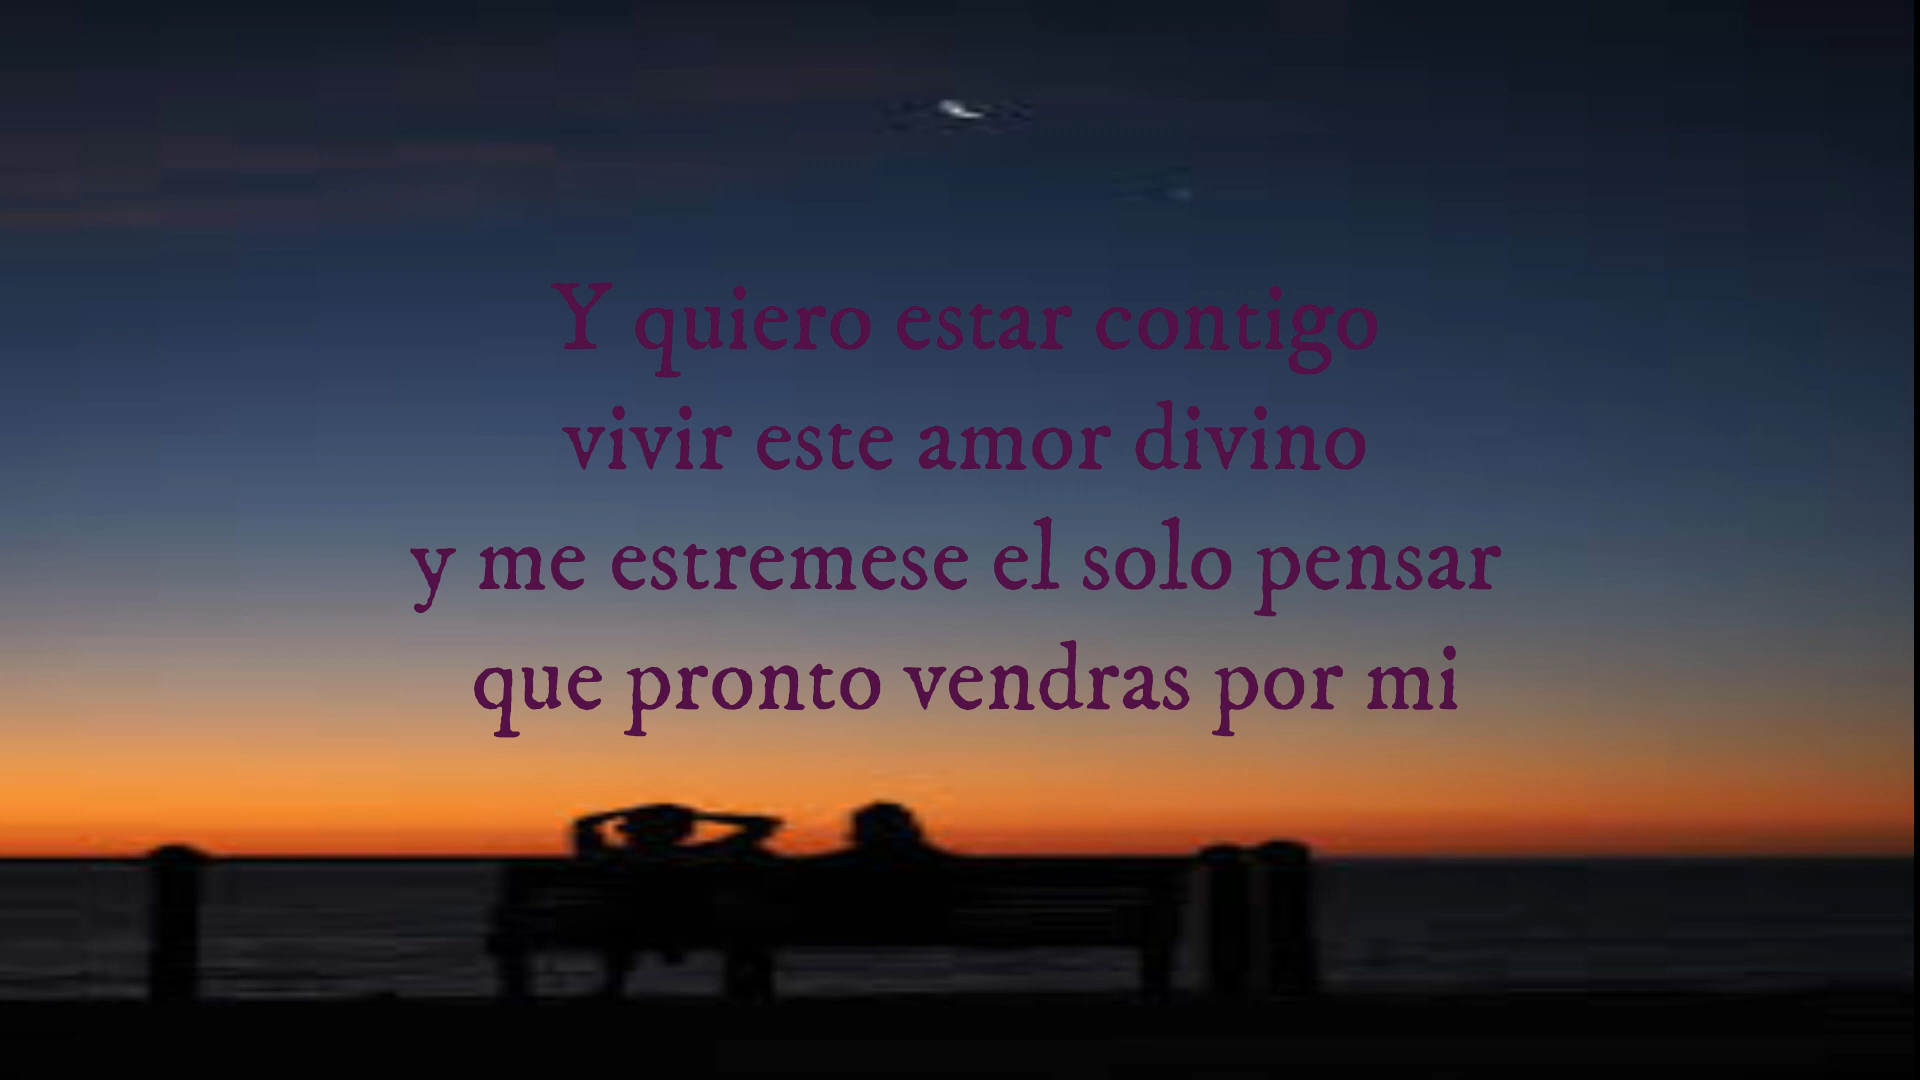 Y quiero estar contigo
vivir este amor divino
y me estremese el solo pensar
que pronto vendras por mi